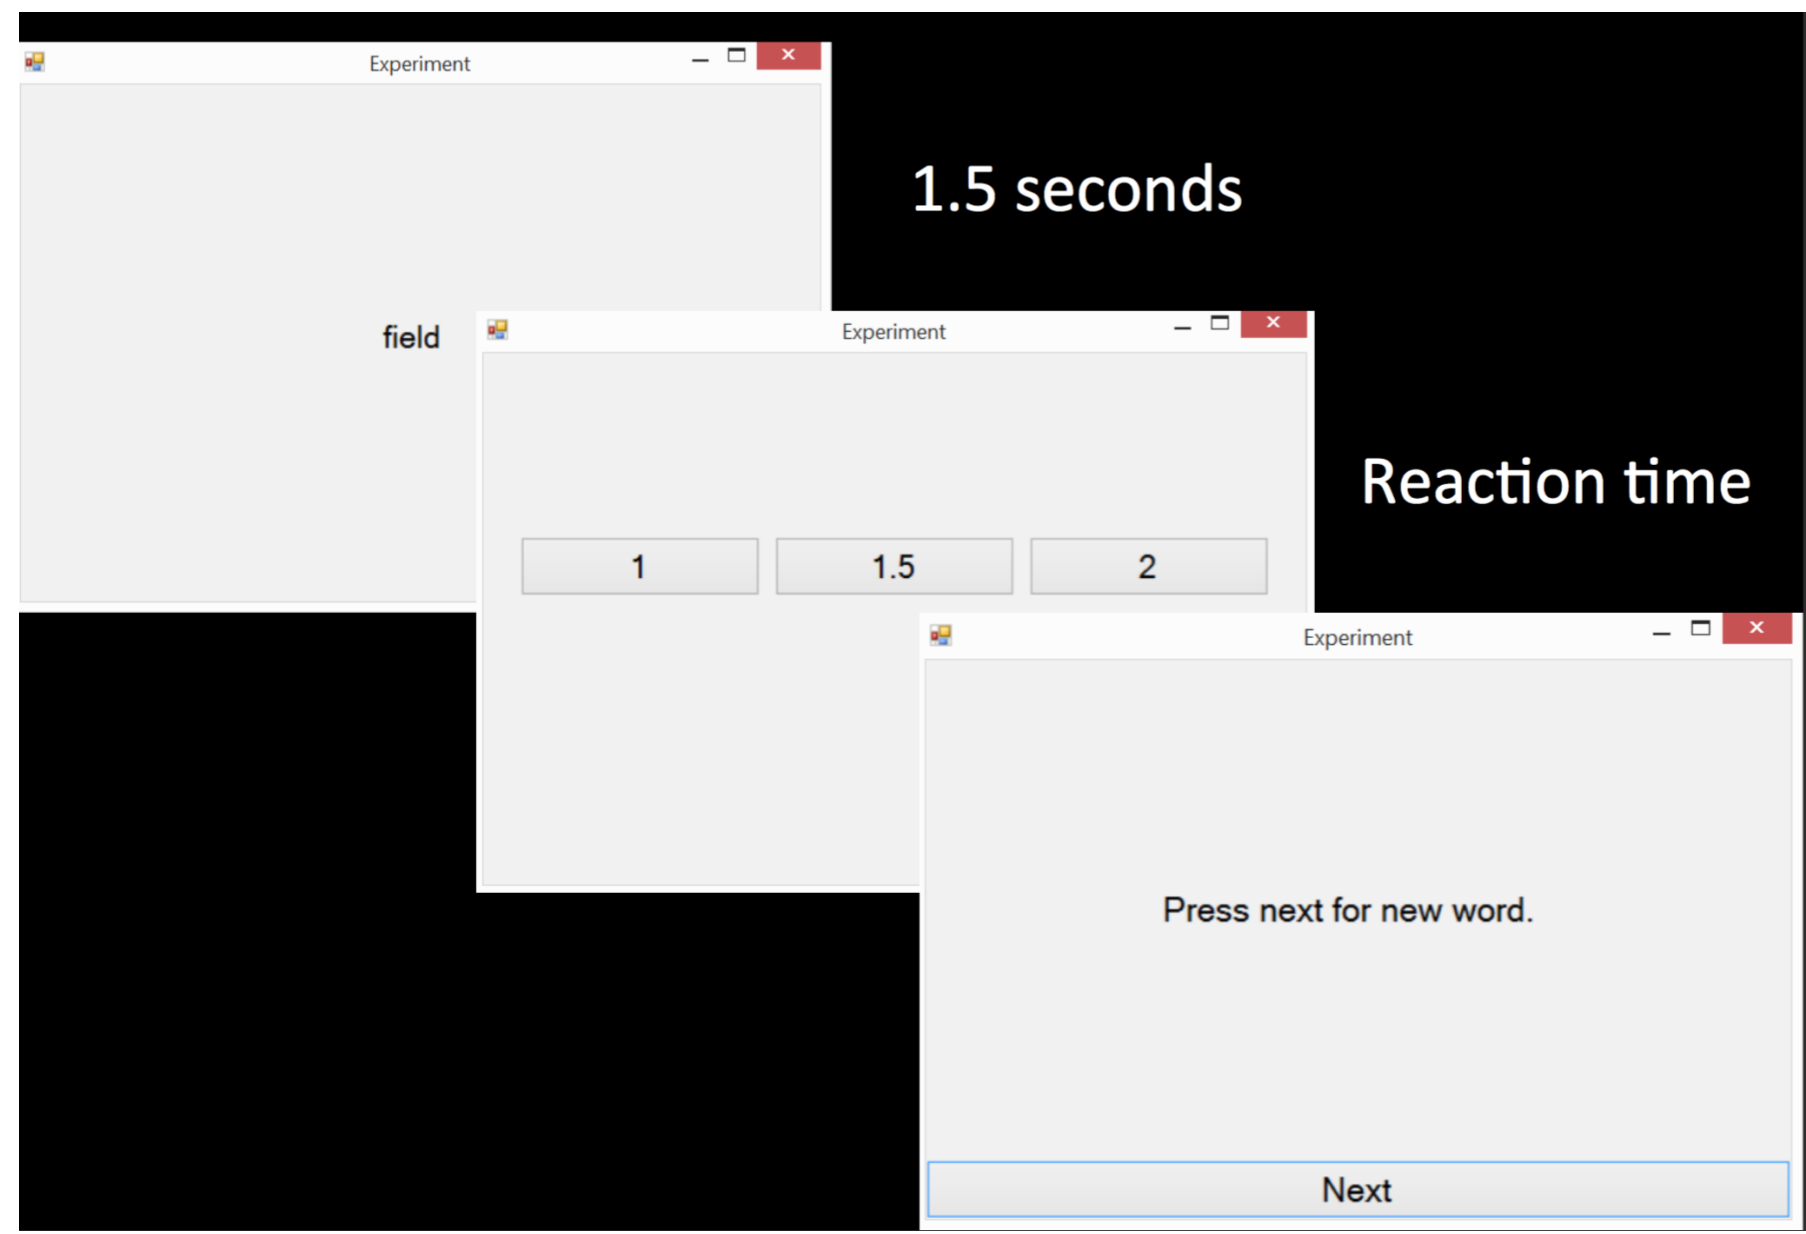 Experiment
1.5 seconds
field
Experiment
Reaction time
1 1.5 2
Experiment
Press next for new word.
Next